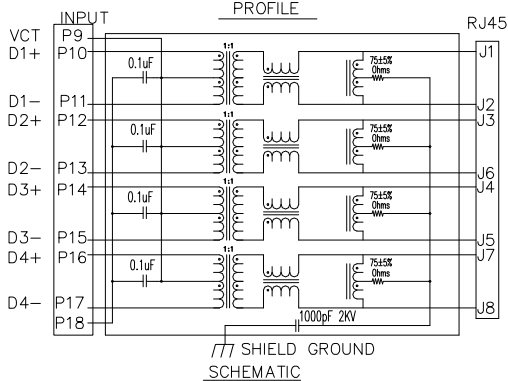 PROFILE
INPUT
RJ45
VCT P9
D1+ P10 1:1 J1
0.1uF 75±5% Ohms
D1− P11 J2
D2+ P12 1:1 J3
0.1uF 75±5% Ohms
D2− P13 J6
D3+ P14 1:1 J4
0.1uF 75±5% Ohms
D3− P15 J5
D4+ P16 1:1 J7
0.1uF 75±5% Ohms
D4− P17 J8
P18 1000pF 2KV
SHIELD GROUND
SCHEMATIC